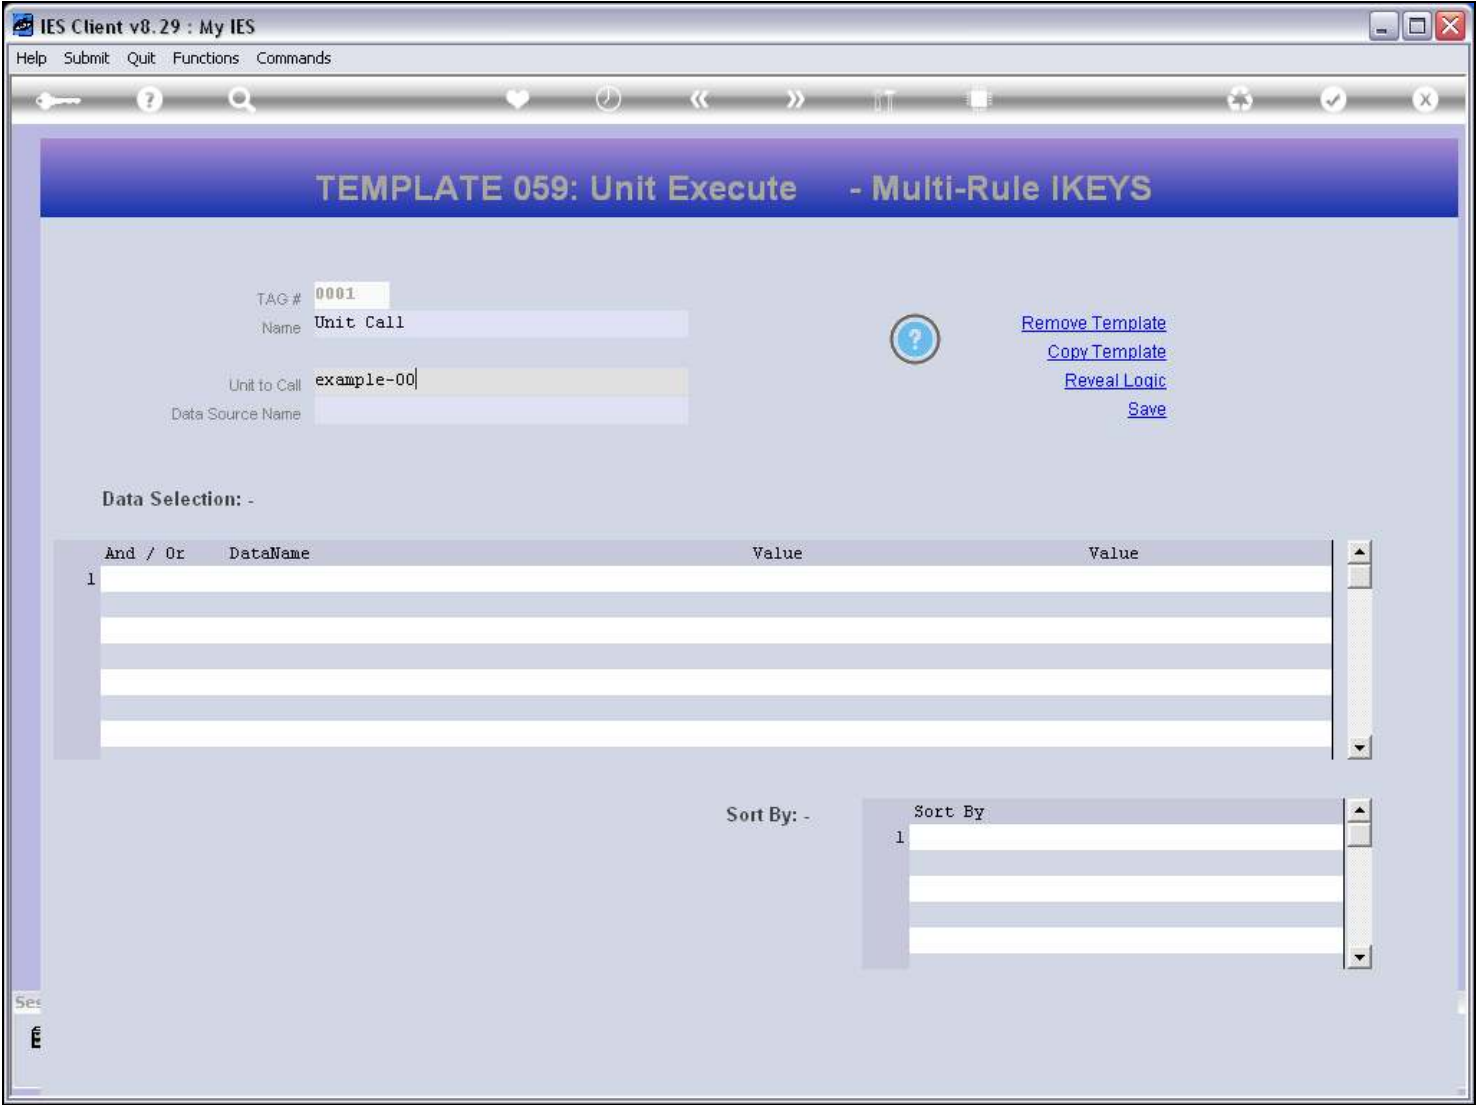 IES Client v8.29 : My IES
Help Submit Quit Functions Commands
TEMPLATE 059: Unit Execute - Multi-Rule IKEYS
TAG # 0001
Name Unit Call
Remove Template
Copy Template
Unit to Call example-00
Reveal Logic
Data Source Name
Save
Data Selection: -
And / Or DataName Value Value
1
Sort By: -
Sort By
1
Ses